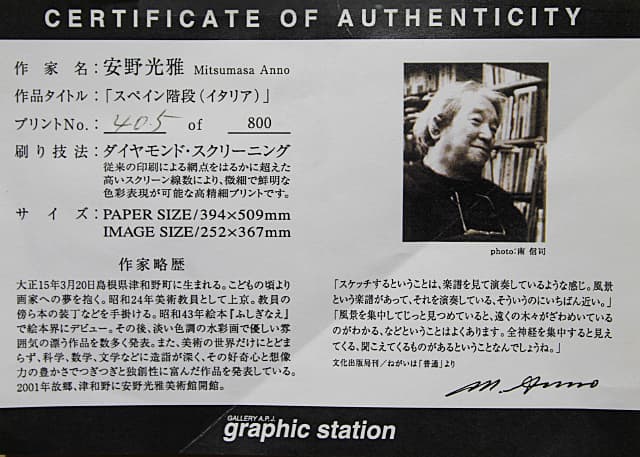 CERTIFICATE OF AUTHENTICITY
作家名：安野光雅 Mitsumasa Anno
作品タイトル：「スペイン階段（イタリア）」
プリントNo.：405 of 800
刷り技法：ダイヤモンド・スクリーニング
従来の印刷による網点をはるかに超えた
高いスクリーン線数により、微細で鮮明な
色彩表現が可能な高精細プリントです。
サイズ：PAPER SIZE/394×509mm
IMAGE SIZE/252×367mm
作家略歴
大正15年3月20日島根県津和野町に生まれる。こどもの頃より
画家への夢を抱く。昭和24年美術教員として上京。教員の
傍ら本の装丁などを手掛ける。昭和43年絵本『ふしぎなえ』
で絵本界にデビュー。その後、淡い色調の水彩画で優しい雰
囲気の漂う作品を数多く発表。また、美術の世界だけにとどま
らず、科学、数学、文学などに造詣が深く、その好奇心と想像
力の豊かさでつぎつぎと独創性に富んだ作品を発表している。
2001年故郷、津和野に安野光雅美術館開館。
photo：南 信司
「スケッチするということは、楽譜を見て演奏しているような感じ。風景
という楽譜があって、それを演奏している、そういうのにいちばん近い。」
「風景を集中してじっと見つめていると、遠くの木々がざわめいている
のがわかる、などということはよくあります。全神経を集中すると見え
てくる、聞こえてくるものがあるということなんでしょうね。」
文化出版局刊／ねがいは「普通」より
M. Anno
GALLERY A.P.J.
graphic station